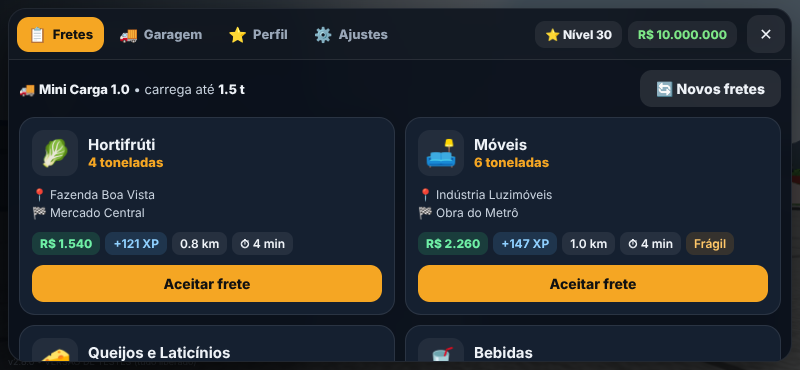 Fretes
Garagem
Perfil
Ajustes
Nível 30
R$ 10.000.000
Mini Carga 1.0 • carrega até 1.5 t
Novos fretes
Hortifrúti
4 toneladas
Fazenda Boa Vista
Mercado Central
R$ 1.540
+121 XP
0.8 km
4 min
Aceitar frete
Móveis
6 toneladas
Indústria Luzimóveis
Obra do Metrô
R$ 2.260
+147 XP
1.0 km
4 min
Frágil
Aceitar frete
Queijos e Laticínios
Bebidas